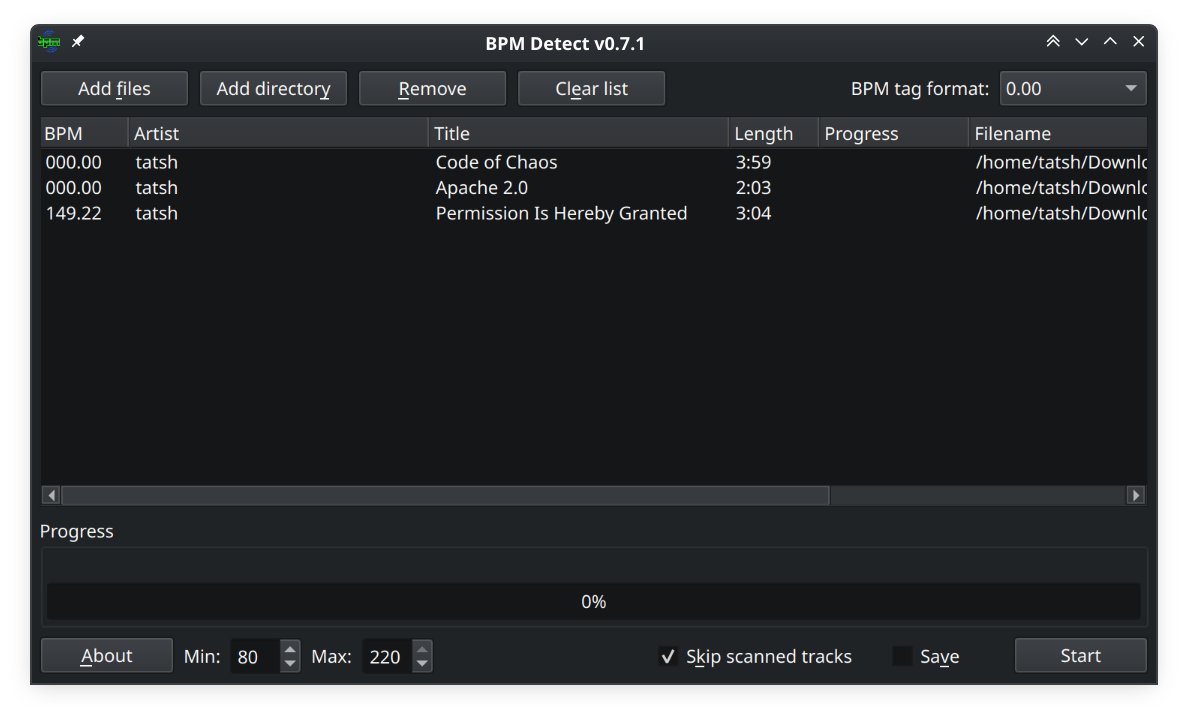 BPM Detect v0.7.1
Add files Add directory Remove Clear list BPM tag format: 0.00
BPM Artist Title Length Progress Filename
000.00 tatsh Code of Chaos 3:59 /home/tatsh/Downlo
000.00 tatsh Apache 2.0 2:03 /home/tatsh/Downlo
149.22 tatsh Permission Is Hereby Granted 3:04 /home/tatsh/Downlo
Progress
0%
About Min: 80 Max: 220 Skip scanned tracks Save Start